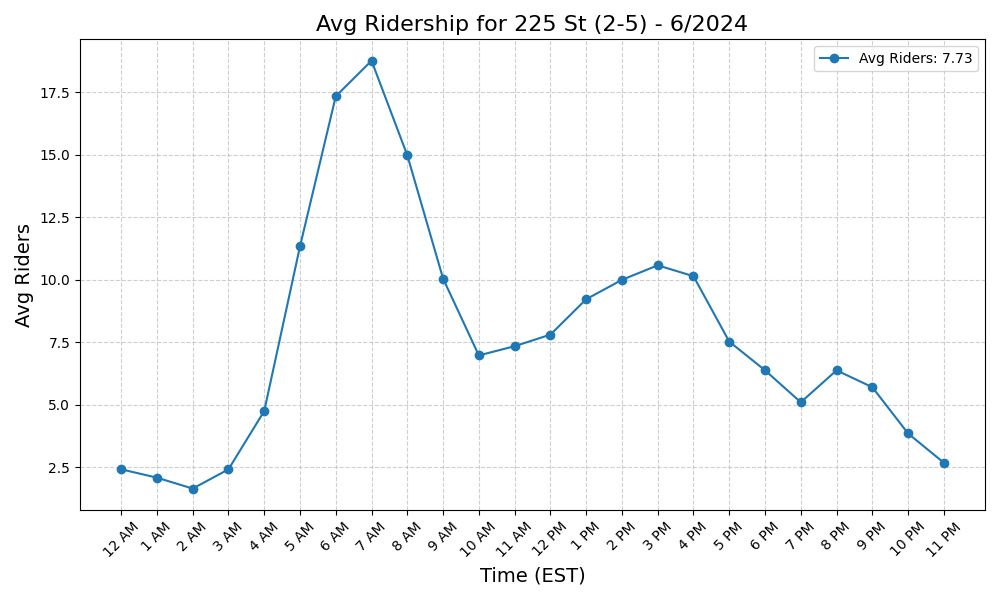 Avg Ridership for 225 St (2-5) - 6/2024
Avg Riders: 7.73
Avg Riders
17.5
15.0
12.5
10.0
7.5
5.0
2.5
12 AM
1 AM
2 AM
3 AM
4 AM
5 AM
6 AM
7 AM
8 AM
9 AM
10 AM
11 AM
12 PM
1 PM
2 PM
3 PM
4 PM
5 PM
6 PM
7 PM
8 PM
9 PM
10 PM
11 PM
Time (EST)